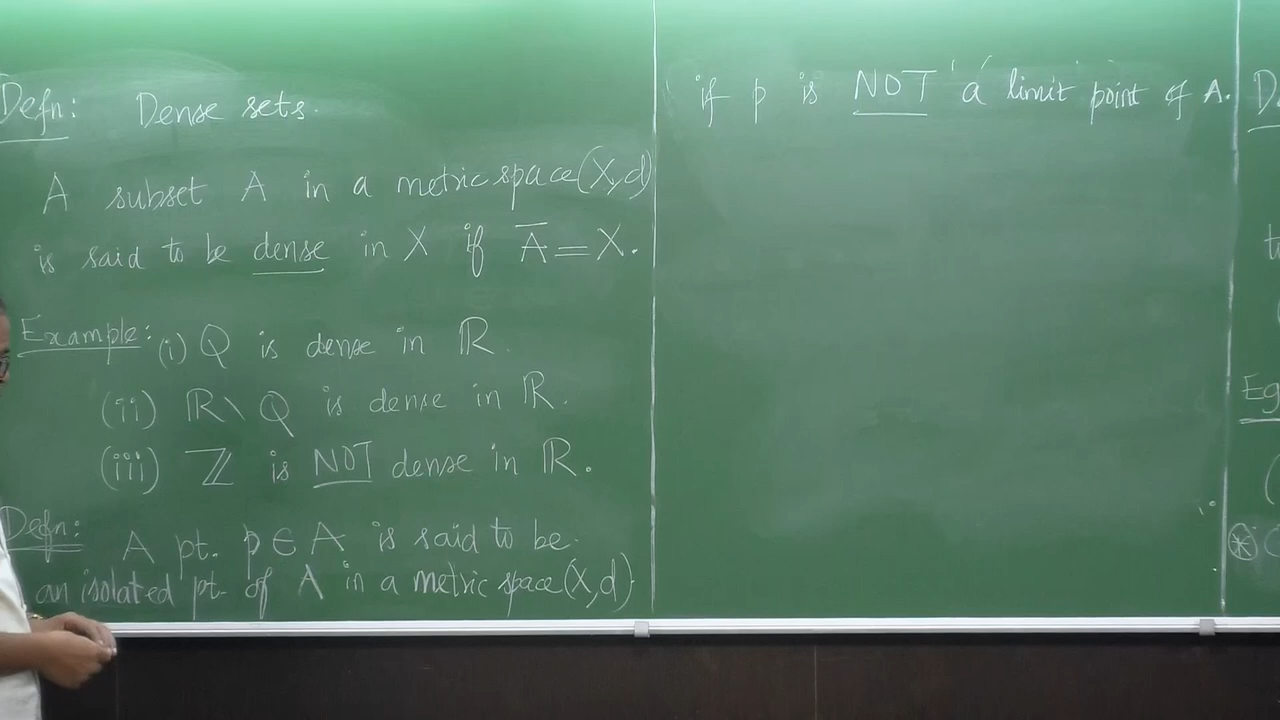 Defn: Dense sets.
A subset A in a metric space (X,d)
is said to be dense in X if A̅ = X.
Example: (i) Q is dense in ℝ.
(ii) ℝ\Q is dense in ℝ.
(iii) ℤ is NOT dense in ℝ.
Defn: A pt. p ∈ A is said to be
an isolated pt. of A in a metric space (X,d)
if p is NOT a limit point of A.
Eg